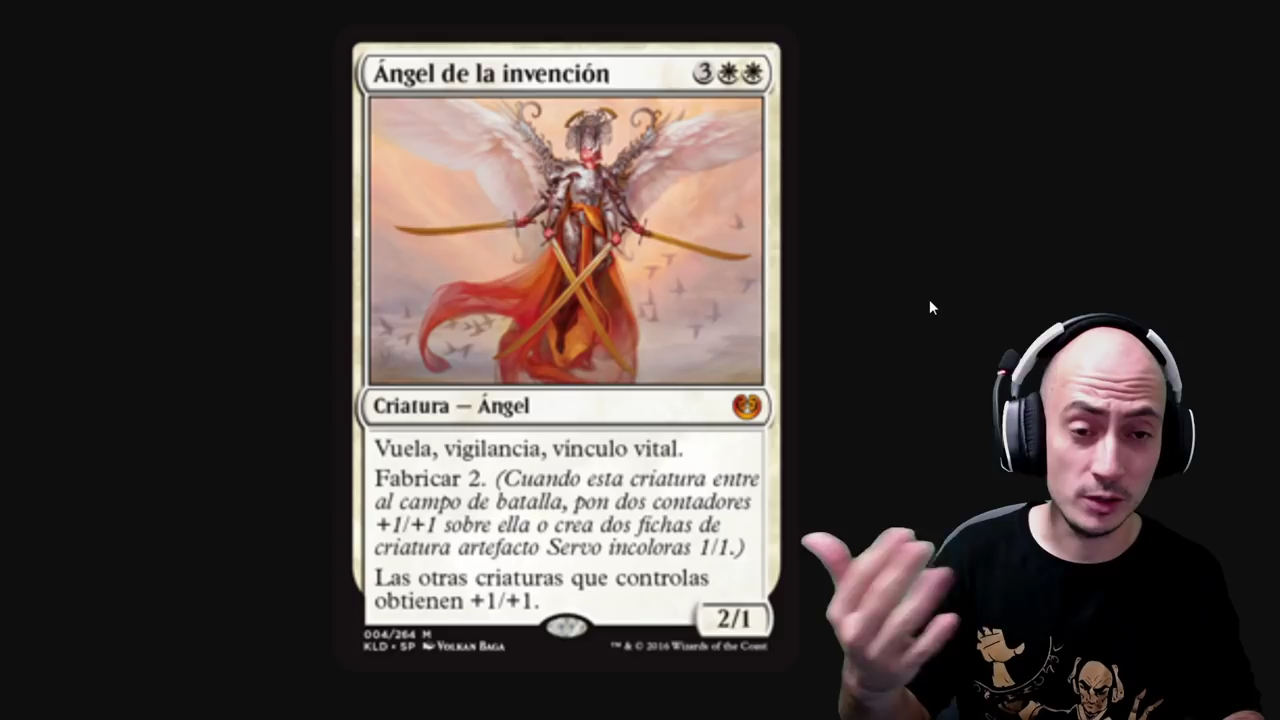 Ángel de la invención
3
Criatura — Ángel
Vuela, vigilancia, vínculo vital.
Fabricar 2. (Cuando esta criatura entre
al campo de batalla, pon dos contadores
+1/+1 sobre ella o crea dos fichas de
criatura artefacto Servo incoloras 1/1.)
Las otras criaturas que controlas
obtienen +1/+1.
2/1
004/264 M
KLD • SP Volkan Baga
™ & © 2016 Wizards of the Coast